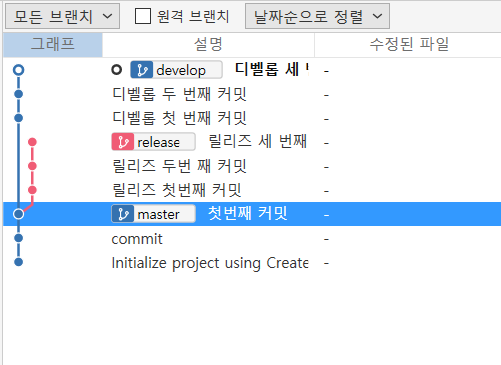 모든 브랜치 원격 브랜치 날짜순으로 정렬
그래프 설명 수정된 파일
develop 디벨롭 세 -
디벨롭 두 번째 커밋 -
디벨롭 첫 번째 커밋 -
release 릴리즈 세 번째 -
릴리즈 두번 째 커밋 -
릴리즈 첫번째 커밋 -
master 첫번째 커밋 -
commit -
Initialize project using Create -